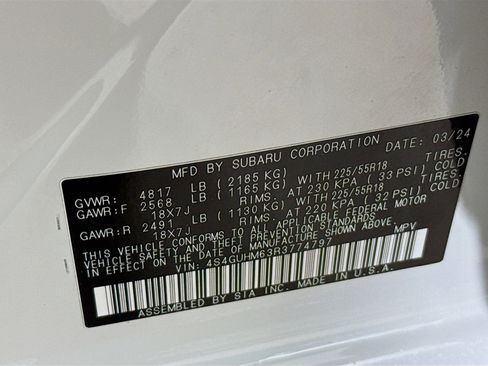 MFD BY SUBARU CORPORATION DATE: 03/24
GVWR: 4817 LB (2185 KG)
GAWR:F 2568 LB (1165 KG) WITH 225/55R18 TIRES.
18X7J RIMS. AT 230 KPA (33 PSI) COLD
GAWR:R 2491 LB (1130 KG) WITH 225/55R18 TIRES.
18X7J RIMS. AT 220 KPA (32 PSI) COLD
THIS VEHICLE CONFORMS TO ALL APPLICABLE FEDERAL MOTOR
VEHICLE SAFETY AND THEFT PREVENTION STANDARDS
IN EFFECT ON THE DATE OF MANUFACTURE SHOWN ABOVE.
VIN: 4S4GUHM63R3774797 MPV
ASSEMBLED BY SIA INC. MADE IN U.S.A.